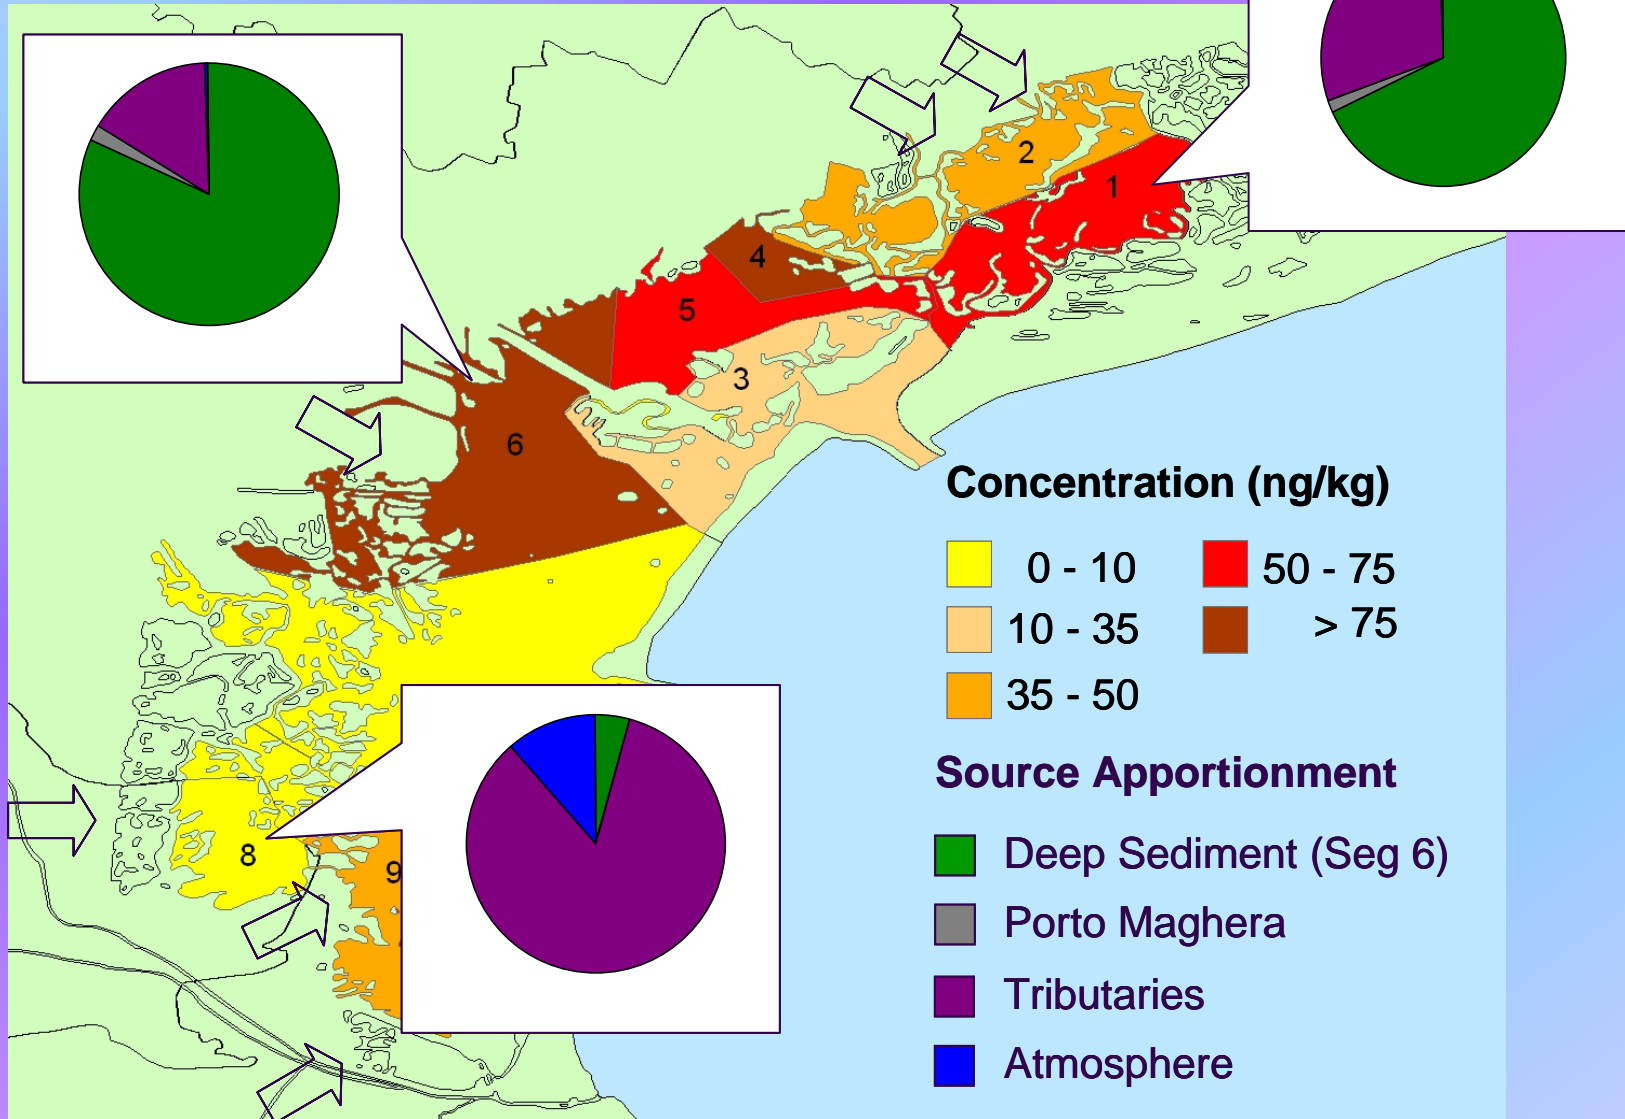 2
1
4
5
3
6
8
9
Concentration (ng/kg)
0 - 10
50 - 75
10 - 35
> 75
35 - 50
Source Apportionment
Deep Sediment (Seg 6)
Porto Maghera
Tributaries
Atmosphere